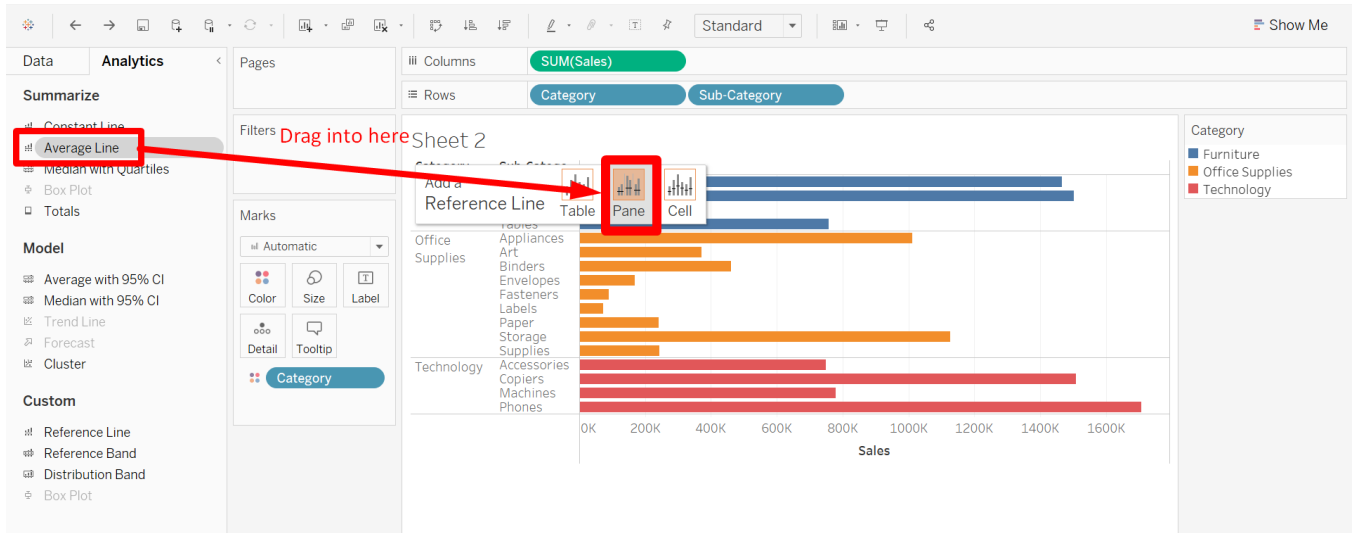 Standard
Show Me
Data
Analytics
Pages
Columns
SUM(Sales)
Rows
Category
Sub-Category
Summarize
Constant Line
Average Line
Median with Quartiles
Box Plot
Totals
Model
Average with 95% CI
Median with 95% CI
Trend Line
Forecast
Cluster
Custom
Reference Line
Reference Band
Distribution Band
Box Plot
Filters
Drag into here
Marks
Automatic
Color
Size
Label
Detail
Tooltip
Category
Sheet 2
Category
Add a
Reference Line
Table
Pane
Cell
Tables
Office
Supplies
Appliances
Art
Binders
Envelopes
Fasteners
Labels
Paper
Storage
Supplies
Technology
Accessories
Copiers
Machines
Phones
0K
200K
400K
600K
800K
1000K
1200K
1400K
1600K
Sales
Category
Furniture
Office Supplies
Technology